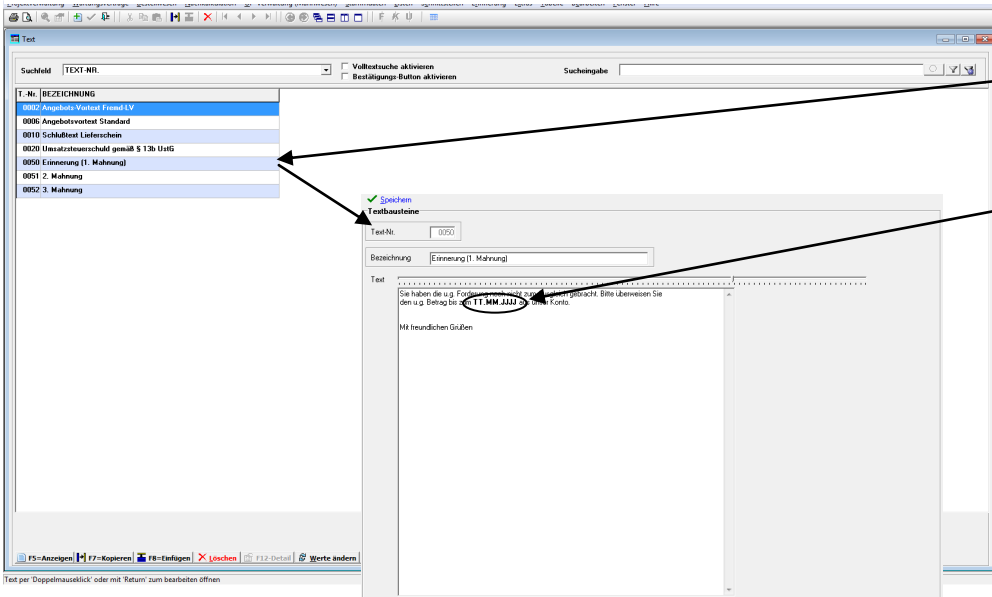 Text
Suchfeld TEXT-NR.
Volltextsuche aktivieren
Bestätigungs-Button aktivieren
Sucheingabe
T.-Nr. BEZEICHNUNG
0002 Angebots-Vortext Fremd-LV
0006 Angebotsvortext Standard
0010 Schlußtext Lieferschein
0020 Umsatzsteuerschuld gemäß § 13b UstG
0050 Erinnerung (1. Mahnung)
0051 2. Mahnung
0052 3. Mahnung
Speichern
Textbausteine
Text-Nr. 0050
Bezeichnung Erinnerung (1. Mahnung)
Text
Sie haben die u.g. Forderung noch nicht zum Ausgleich gebracht. Bitte überweisen Sie
den u.g. Betrag bis zum TT.MM.JJJJ auf unser Konto.
Mit freundlichen Grüßen
F5=Anzeigen F7=Kopieren F8=Einfügen Löschen F12-Detail Werte ändern
Text per 'Doppelmauseklick' oder mit 'Return' zum bearbeiten öffnen